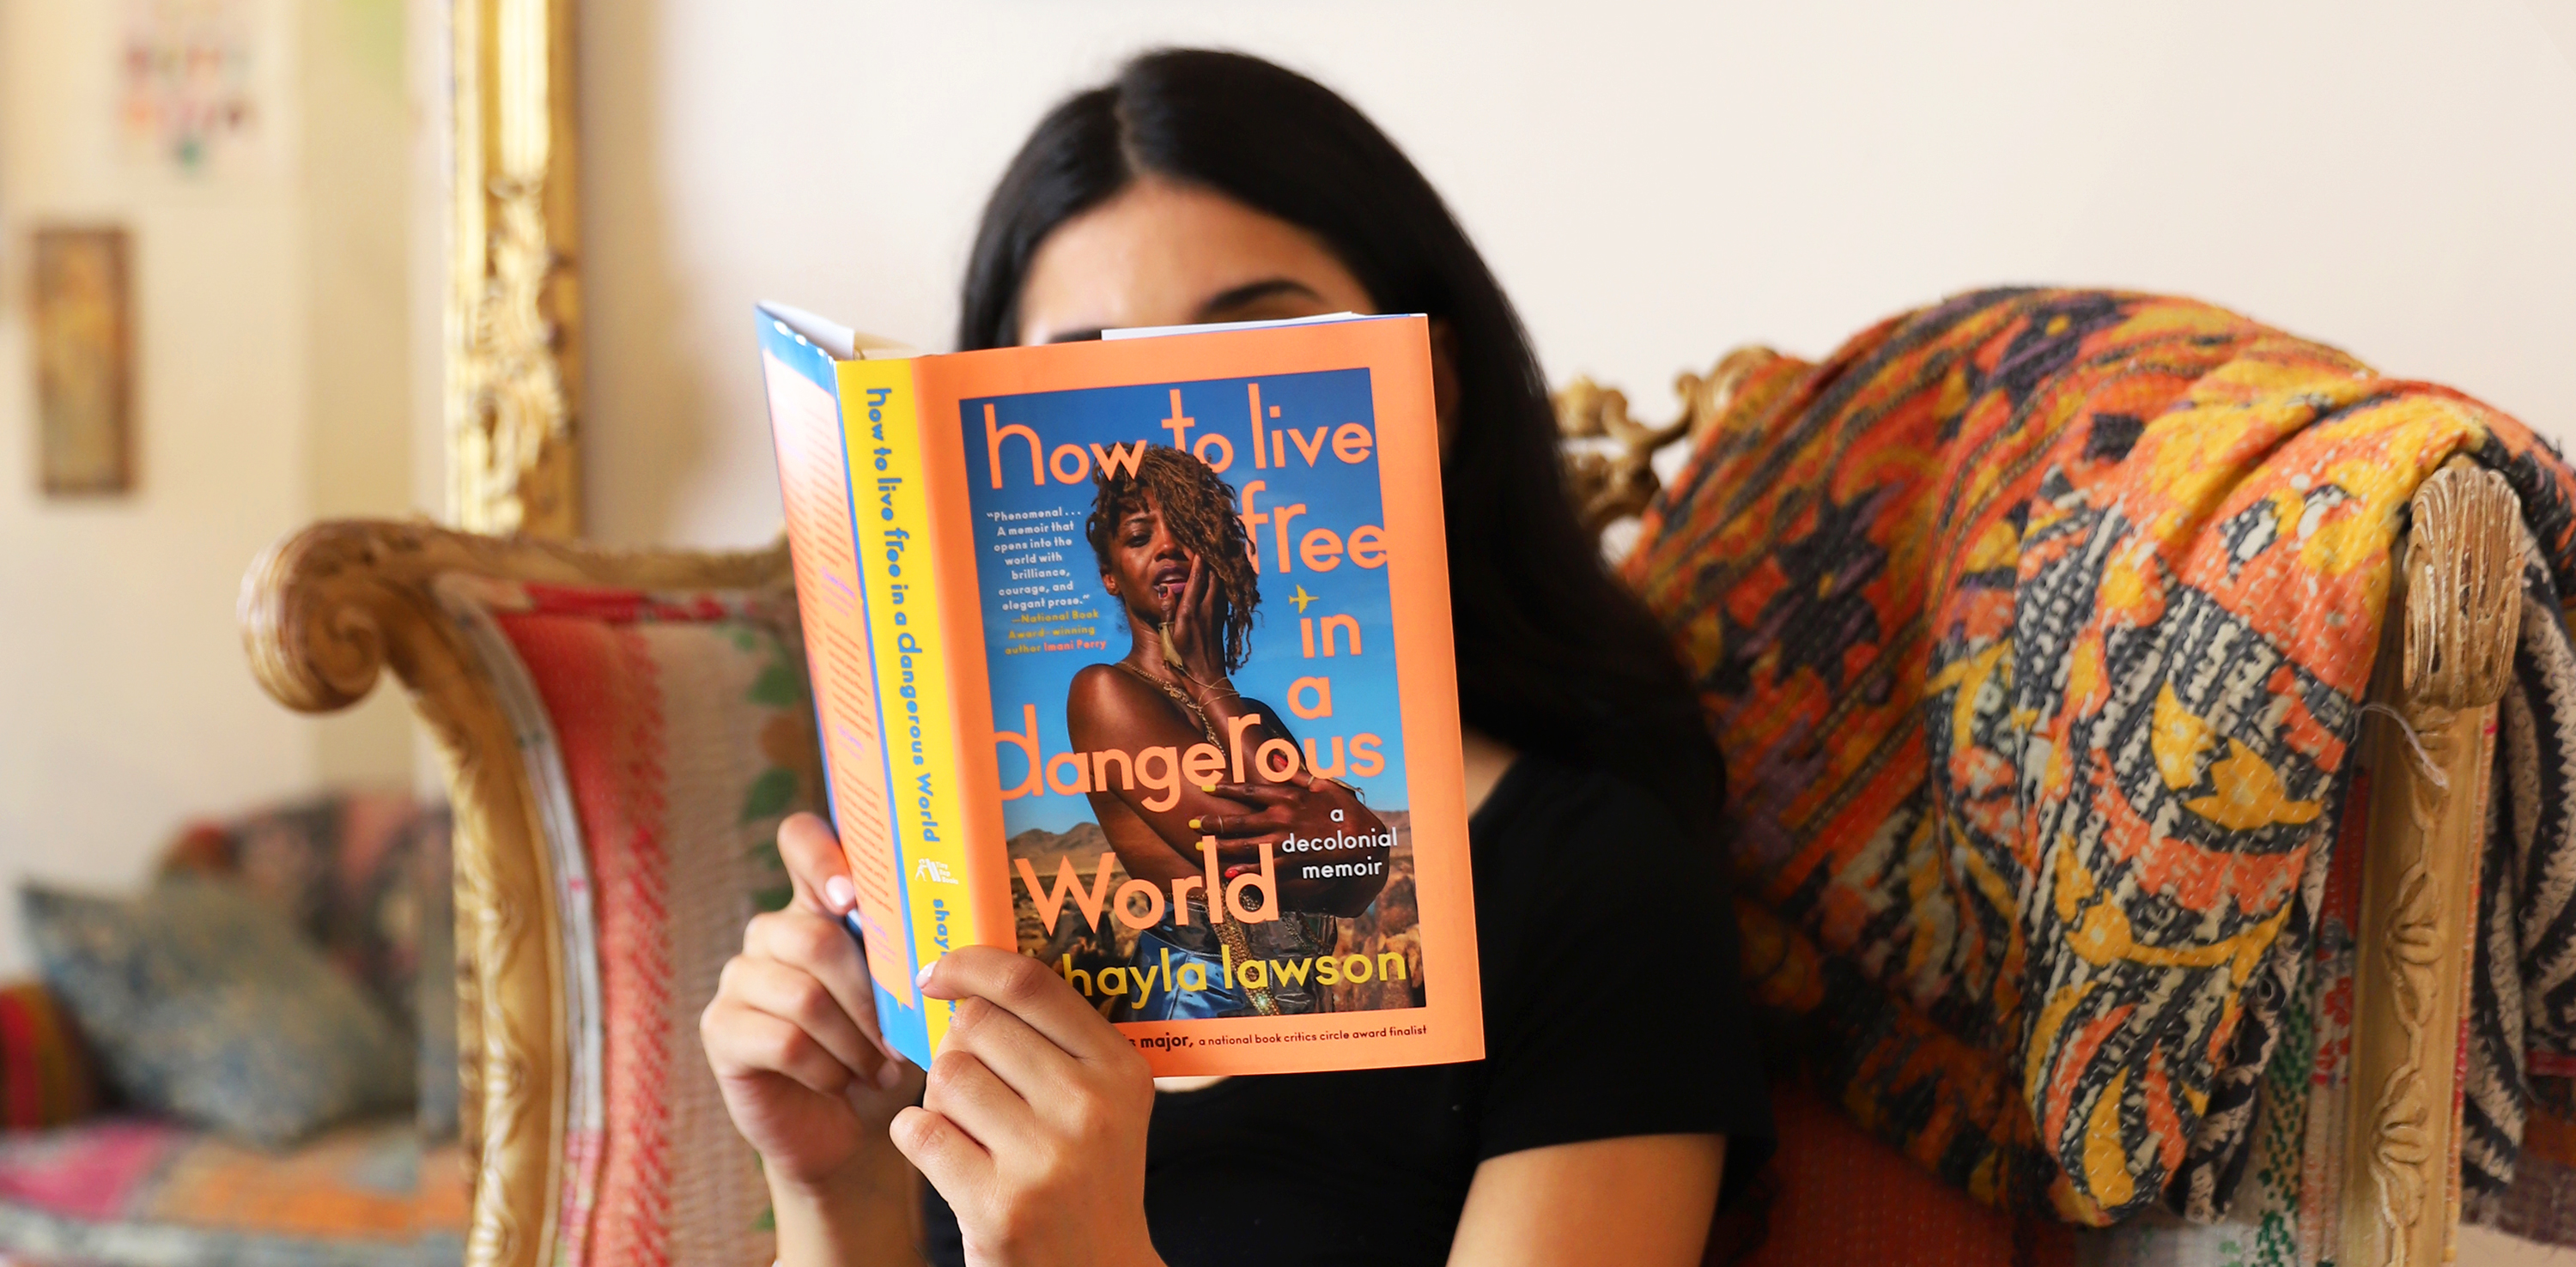 how to live free in a dangerous World
how to live
free
in
a
dangerous
World
"Phenomenal...
A memoir that
opens into the
world with
brilliance,
courage, and
elegant prose."
—National Book
Award–winning
author Imani Perry
a
decolonial
memoir
hayla lawson
major, a national book critics circle award finalist
shay